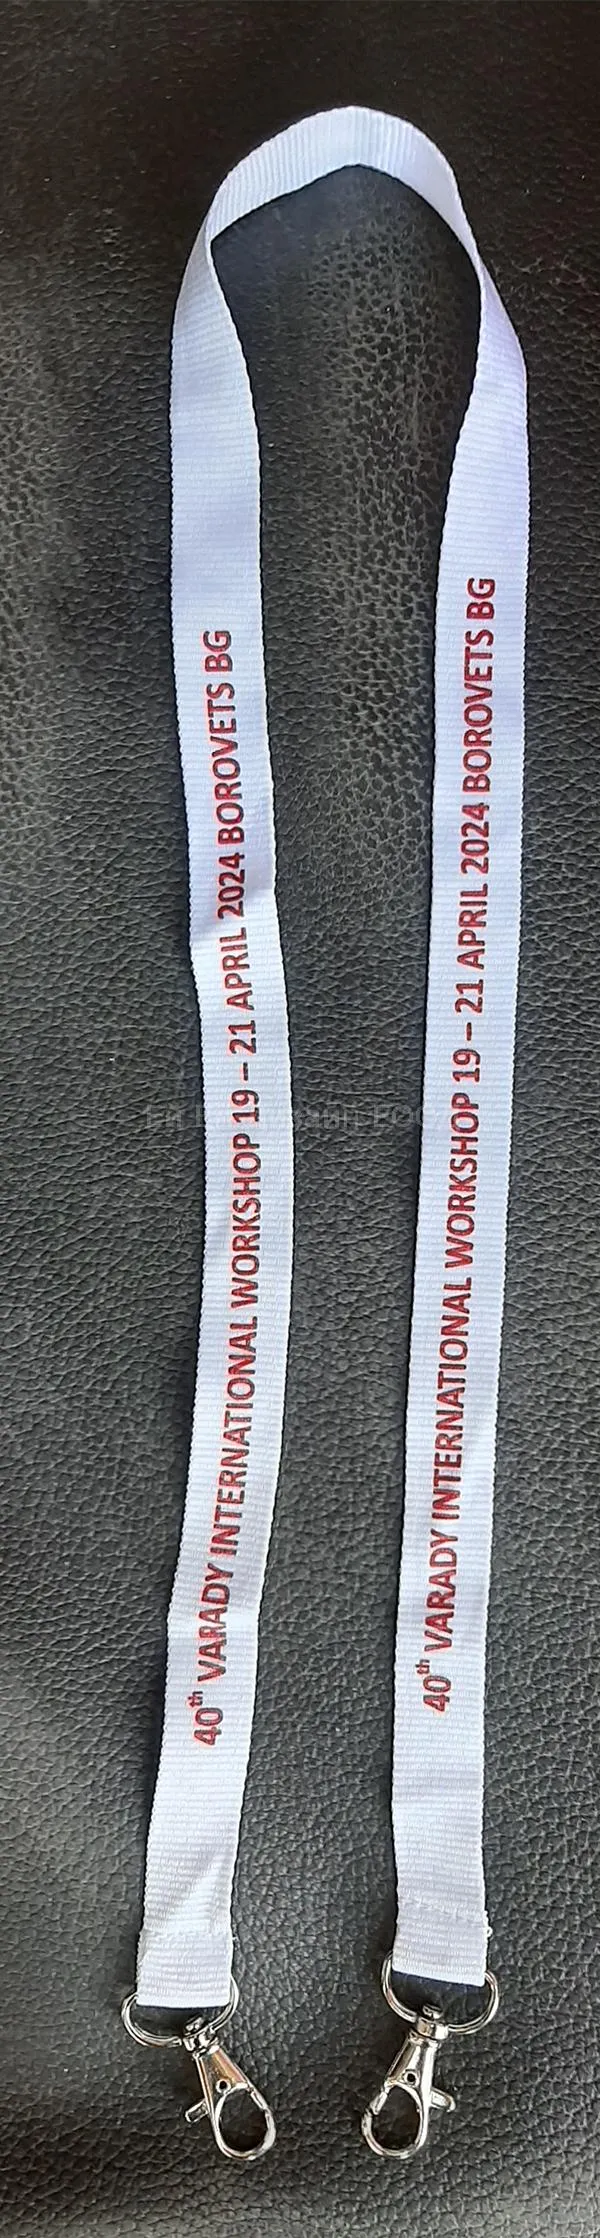 40th VARADY INTERNATIONAL WORKSHOP 19 – 21 APRIL 2024 BOROVETS BG
40th VARADY INTERNATIONAL WORKSHOP 19 – 21 APRIL 2024 BOROVETS BG